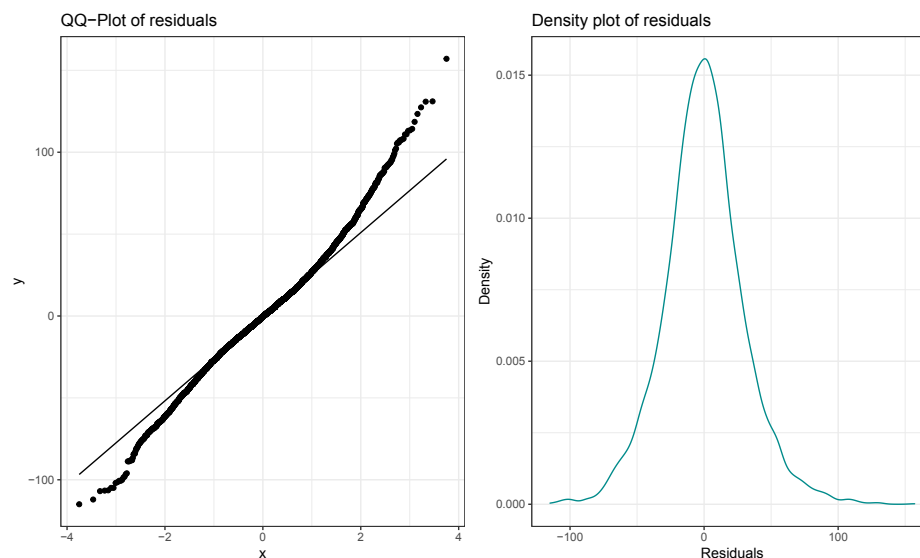 QQ−Plot of residuals
y
100
0
−100
−4
−2
0
2
4
x
Density plot of residuals
Density
0.015
0.010
0.005
0.000
−100
0
100
Residuals